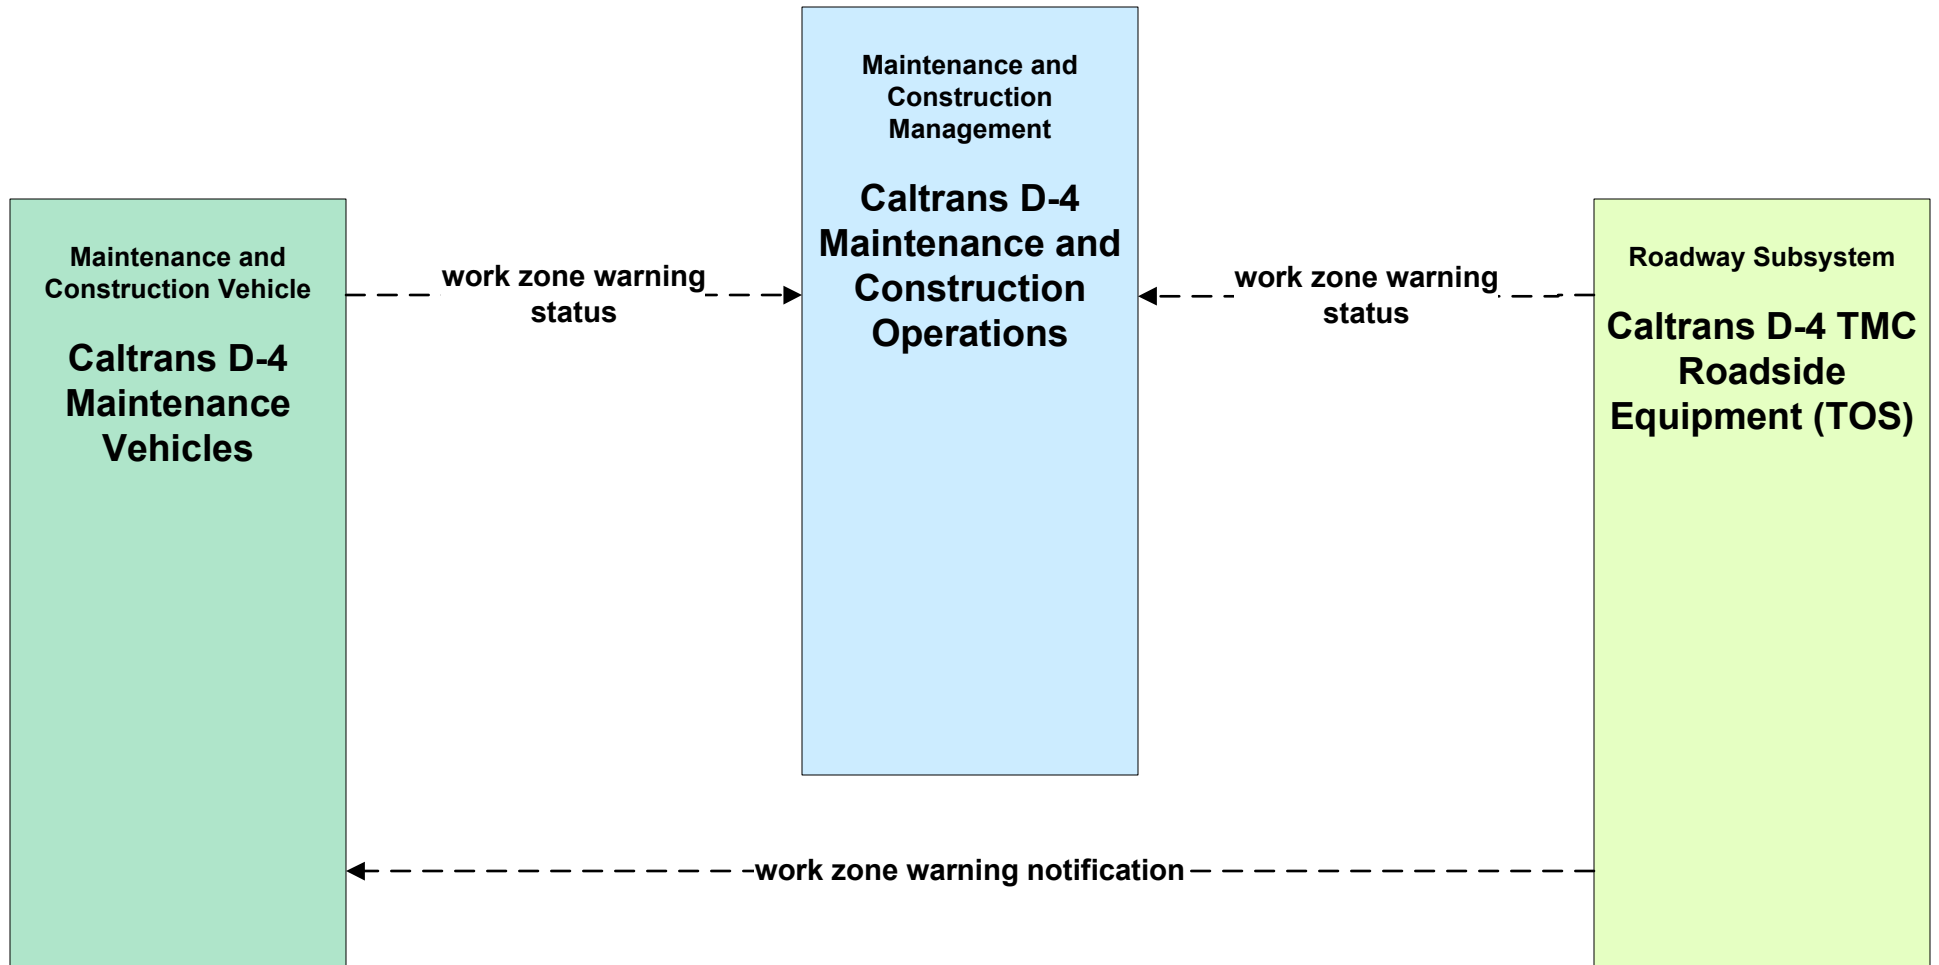 Maintenance and
Construction
Management
Caltrans D-4
Maintenance and
Construction
Operations
Maintenance and
Construction Vehicle
Caltrans D-4
Maintenance
Vehicles
work zone warning
status
work zone warning
status
Roadway Subsystem
Caltrans D-4 TMC
Roadside
Equipment (TOS)
work zone warning notification